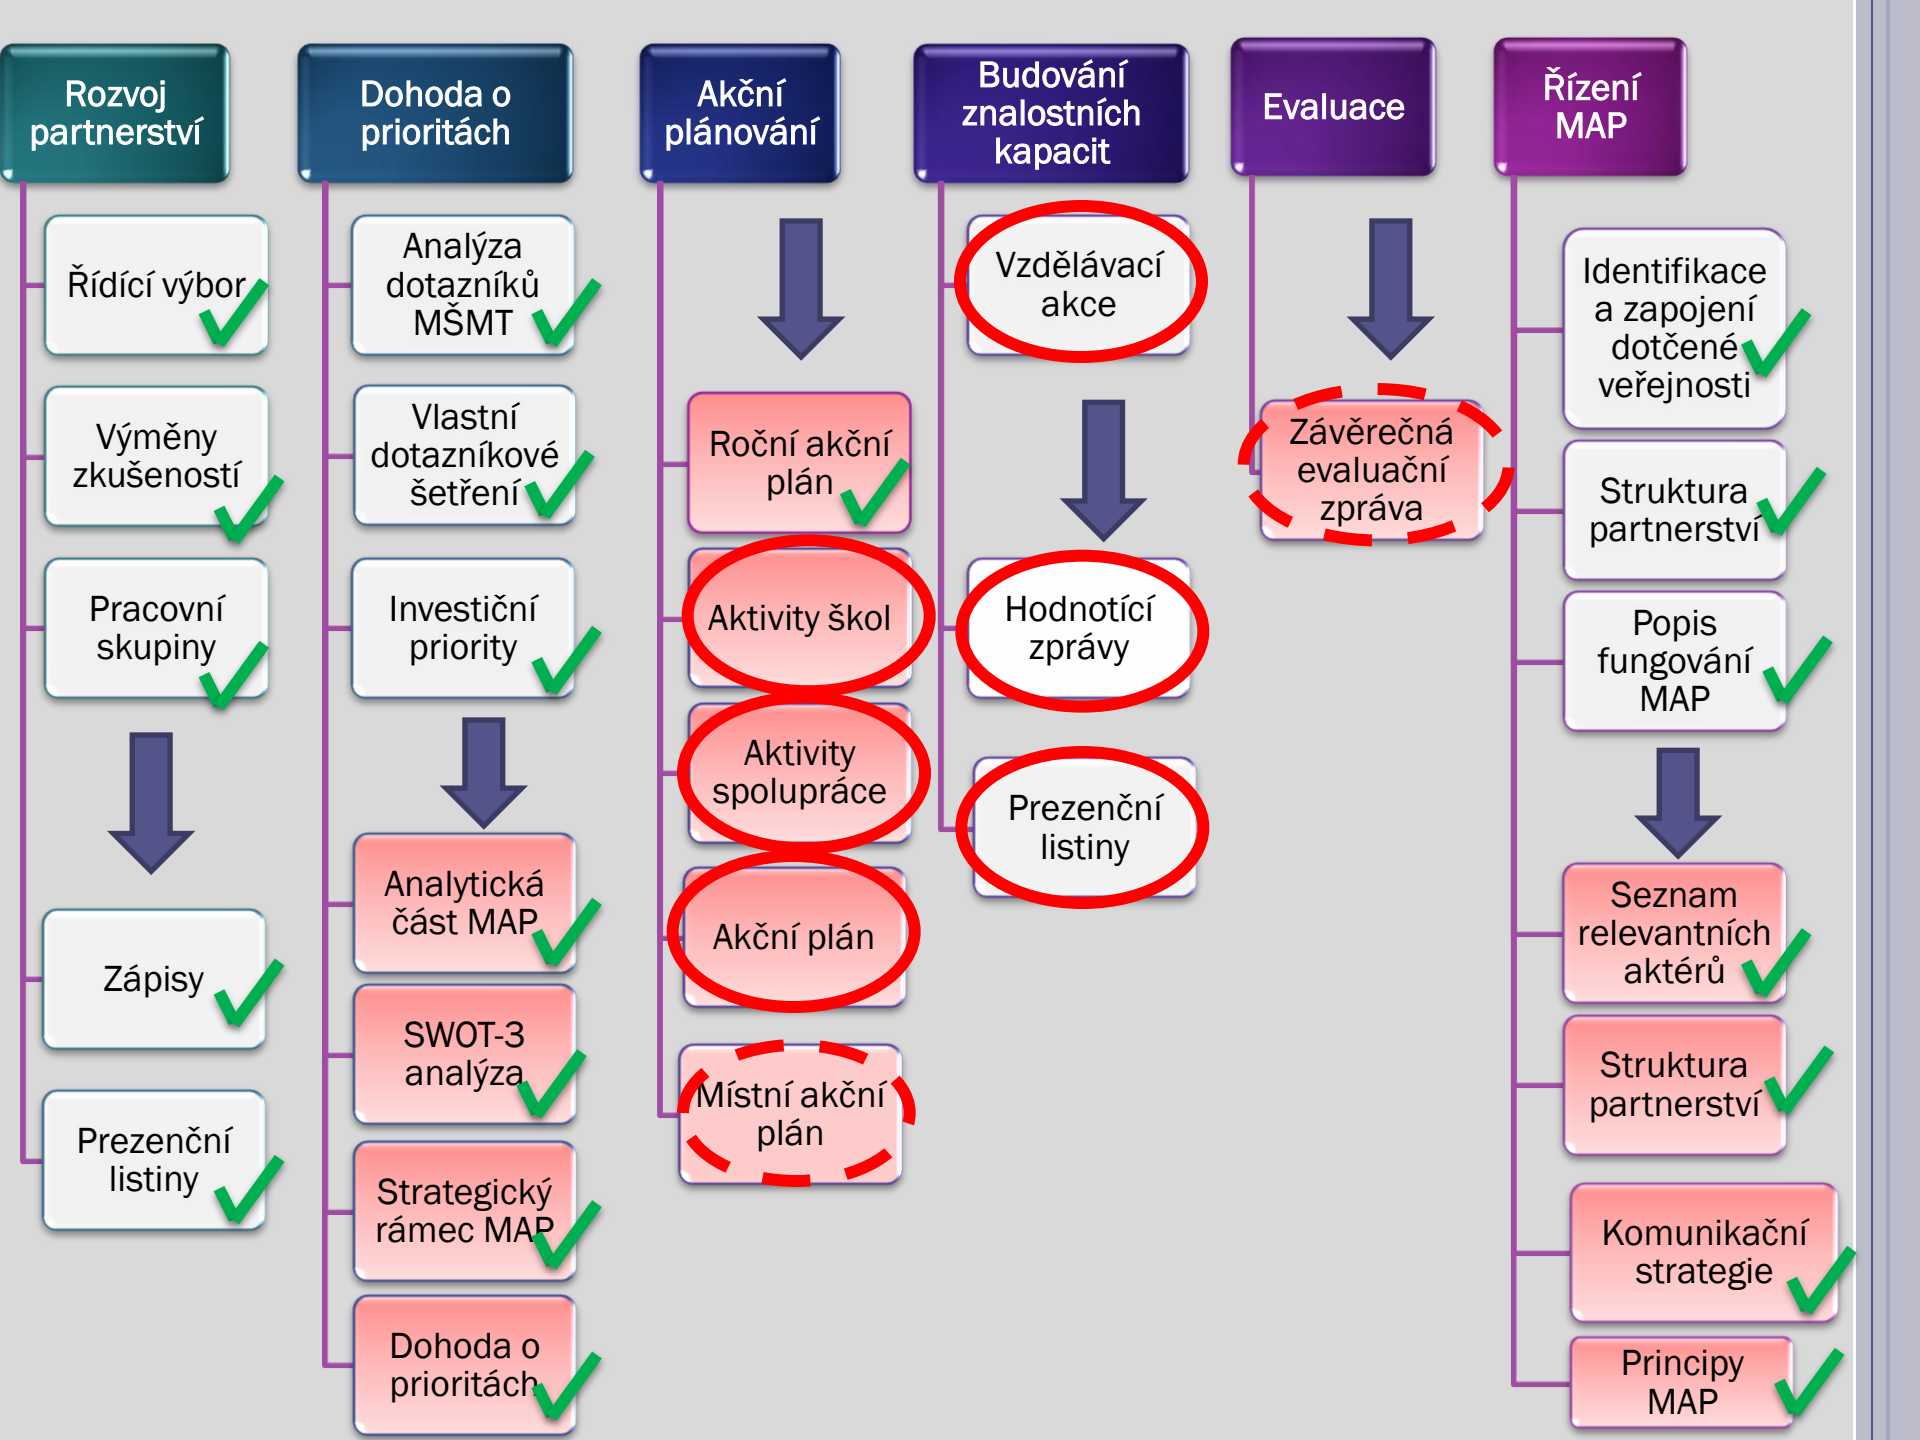 Rozvoj
partnerství
Řídící výbor
Výměny
zkušeností
Pracovní
skupiny
Zápisy
Prezenční
listiny
Dohoda o
prioritách
Analýza
dotazníků
MŠMT
Vlastní
dotazníkové
šetření
Investiční
priority
Analytická
část MAP
SWOT-3
analýza
Strategický
rámec MAP
Dohoda o
prioritách
Akční
plánování
Roční akční
plán
Aktivity škol
Aktivity
spolupráce
Akční plán
Místní akční
plán
Budování
znalostních
kapacit
Vzdělávací
akce
Hodnotící
zprávy
Prezenční
listiny
Evaluace
Závěrečná
evaluační
zpráva
Řízení
MAP
Identifikace
a zapojení
dotčené
veřejnosti
Struktura
partnerství
Popis
fungování
MAP
Seznam
relevantních
aktérů
Struktura
partnerství
Komunikační
strategie
Principy
MAP